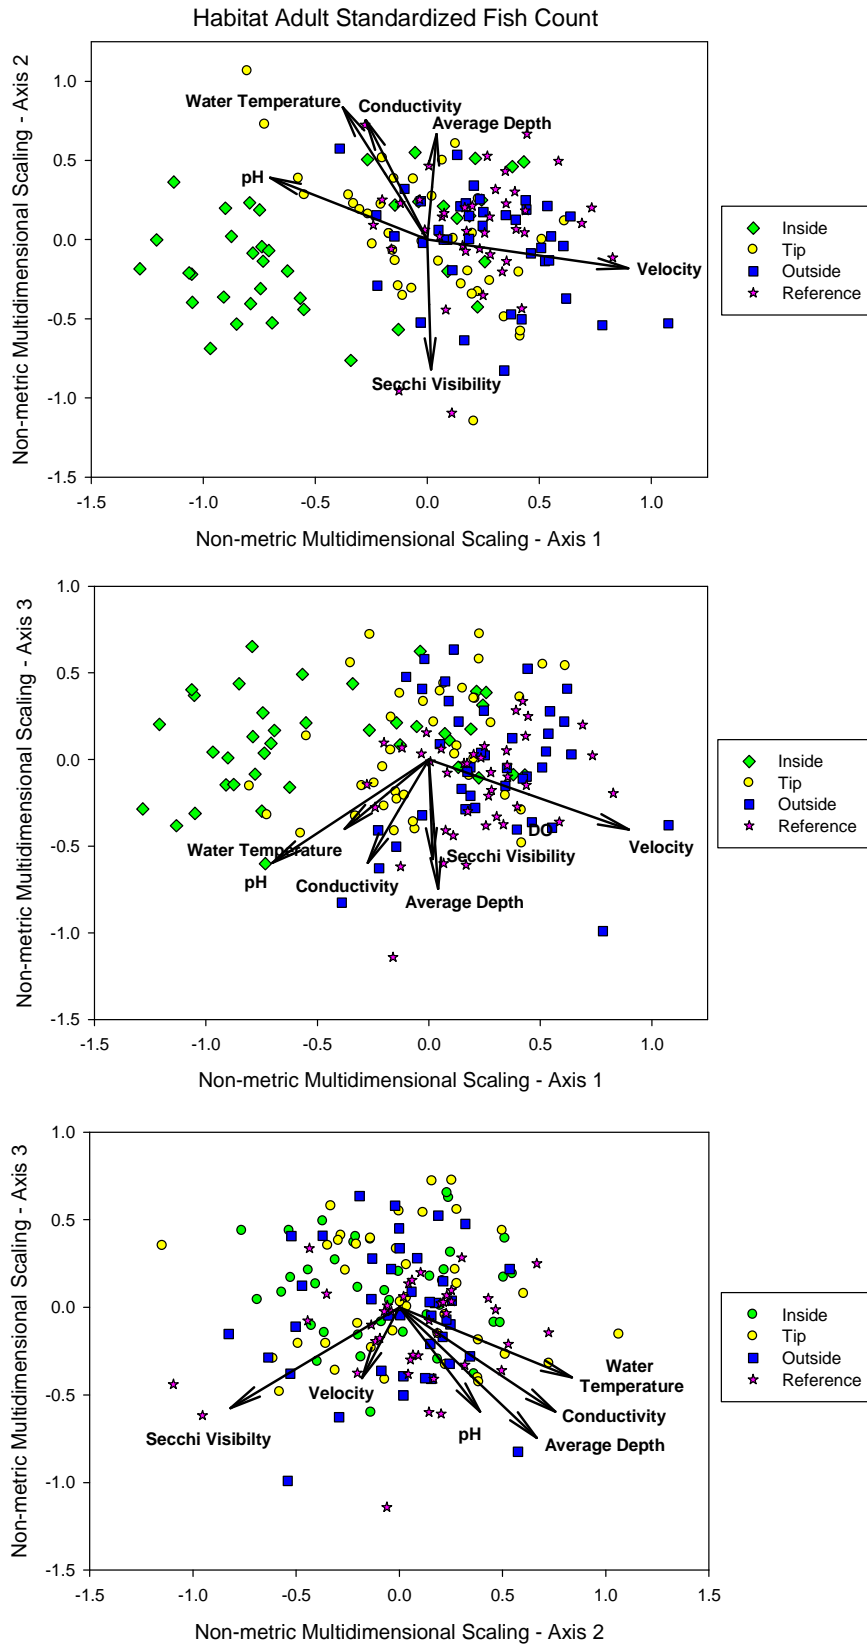 Habitat Adult Standardized Fish Count
Non-metric Multidimensional Scaling - Axis 2
1.0
0.5
0.0
-0.5
-1.0
-1.5
Water Temperature
Conductivity
Average Depth
pH
Velocity
Secchi Visibility
Inside
Tip
Outside
Reference
-1.5
-1.0
-0.5
0.0
0.5
1.0
Non-metric Multidimensional Scaling - Axis 1
Non-metric Multidimensional Scaling - Axis 3
1.0
0.5
0.0
-0.5
-1.0
-1.5
Water Temperature
pH
Conductivity
DO
Secchi Visibility
Velocity
Average Depth
Inside
Tip
Outside
Reference
-1.5
-1.0
-0.5
0.0
0.5
1.0
Non-metric Multidimensional Scaling - Axis 1
Non-metric Multidimensional Scaling - Axis 3
1.0
0.5
0.0
-0.5
-1.0
-1.5
Velocity
Secchi Visibilty
Water
Temperature
Conductivity
pH
Average Depth
Inside
Tip
Outside
Reference
-1.5
-1.0
-0.5
0.0
0.5
1.0
1.5
Non-metric Multidimensional Scaling - Axis 2